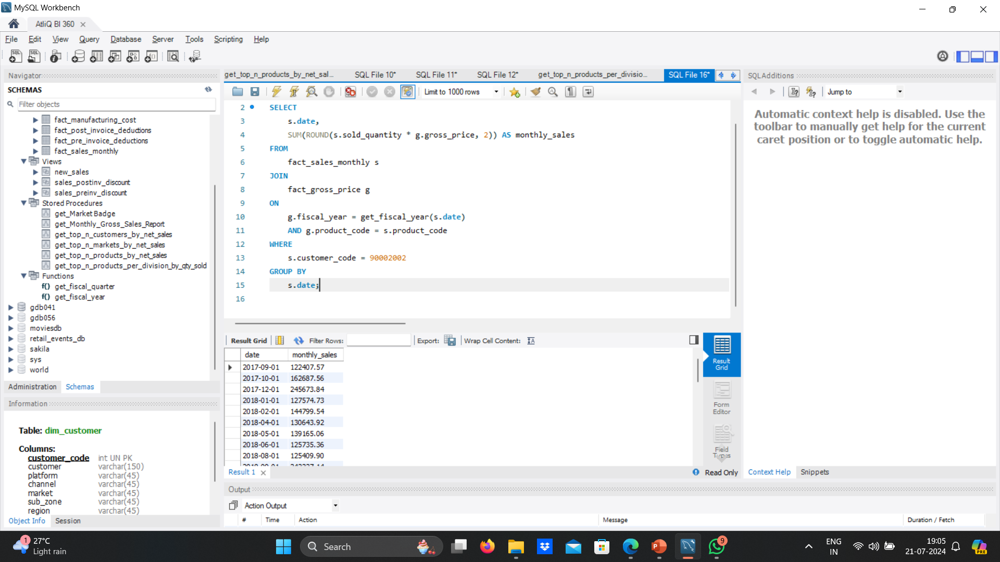 MySQL Workbench
AtliQ BI 360
File Edit View Query Database Server Tools Scripting Help
Navigator
SCHEMAS
Filter objects
fact_manufacturing_cost
fact_post_invoice_deductions
fact_pre_invoice_deductions
fact_sales_monthly
Views
new_sales
sales_postinv_discount
sales_preinv_discount
Stored Procedures
get_Market Badge
get_Monthly_Gross_Sales_Report
get_top_n_customers_by_net_sales
get_top_n_markets_by_net_sales
get_top_n_products_by_net_sales
get_top_n_products_per_division_by_qty_sold
Functions
f() get_fiscal_quarter
f() get_fiscal_year
gdb041
gdb056
moviesdb
retail_events_db
sakila
sys
world
Administration Schemas
Information
Table: dim_customer
Columns:
customer_code int UN PK
customer varchar(150)
platform varchar(45)
channel varchar(45)
market varchar(45)
sub_zone varchar(45)
region varchar(45)
Object Info Session
get_top_n_products_by_net_sal... SQL File 10* SQL File 11* SQL File 12* get_top_n_products_per_divisio... SQL File 16*
Limit to 1000 rows
2 SELECT
3 s.date,
4 SUM(ROUND(s.sold_quantity * g.gross_price, 2)) AS monthly_sales
5 FROM
6 fact_sales_monthly s
7 JOIN
8 fact_gross_price g
9 ON
10 g.fiscal_year = get_fiscal_year(s.date)
11 AND g.product_code = s.product_code
12 WHERE
13 s.customer_code = 90002002
14 GROUP BY
15 s.date;
16
Result Grid Filter Rows: Export: Wrap Cell Content:
date monthly_sales
2017-09-01 122407.57
2017-10-01 162687.56
2017-12-01 245673.84
2018-01-01 127574.73
2018-02-01 144799.54
2018-04-01 130643.92
2018-05-01 139165.06
2018-06-01 125735.36
2018-08-01 125409.90
Result
Grid
Form
Editor
Field
Types
Result 1 Read Only
Output
Action Output
# Time Action Message Duration / Fetch
SQLAdditions
Jump to
Automatic context help is disabled. Use the
toolbar to manually get help for the current
caret position or to toggle automatic help.
Context Help Snippets
1
27°C
Light rain
Search
9
ENG
IN
19:05
21-07-2024
PRE